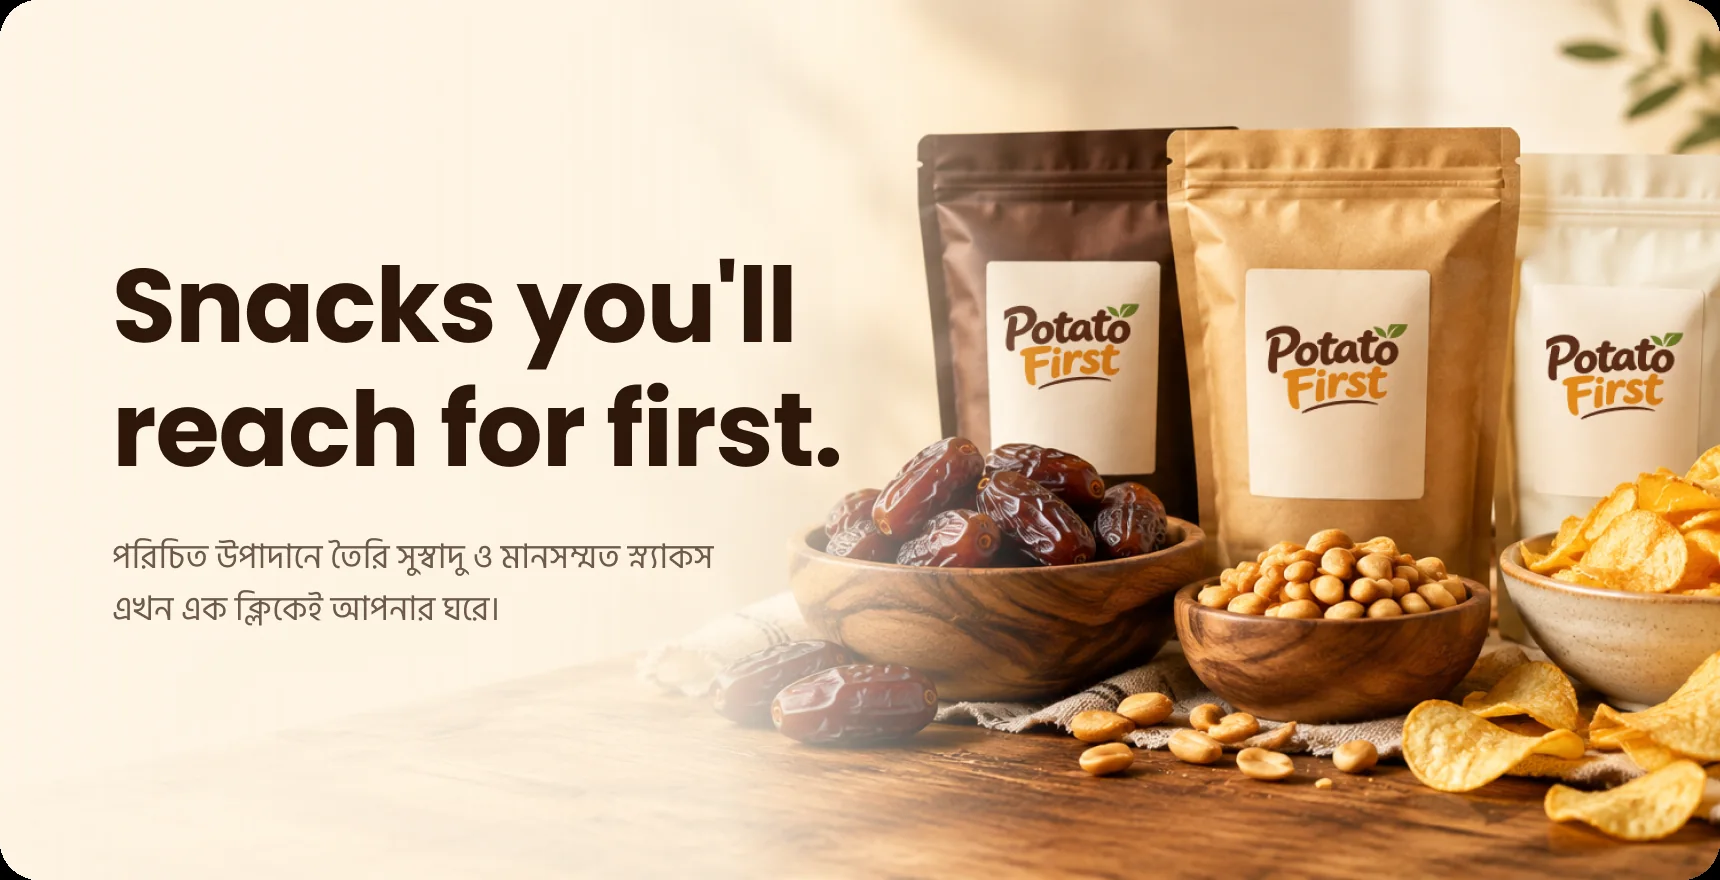 Snacks you'll
reach for first.
পরিচিত উপাদানে তৈরি সুস্বাদু ও মানসম্মত স্ন্যাকস
এখন এক ক্লিকেই আপনার ঘরে।
Potato
First
Potato
First
Potato
First